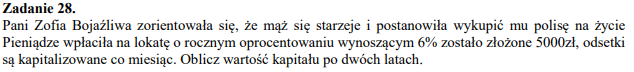 Zadanie 28.
Pani Zofia Bojaźliwa zorientowała się, że mąż się starzeje i postanowiła wykupić mu polisę na życie
Pieniądze wpłaciła na lokatę o rocznym oprocentowaniu wynoszącym 6% zostało złożone 5000zł, odsetki
są kapitalizowane co miesiąc. Oblicz wartość kapitału po dwóch latach.